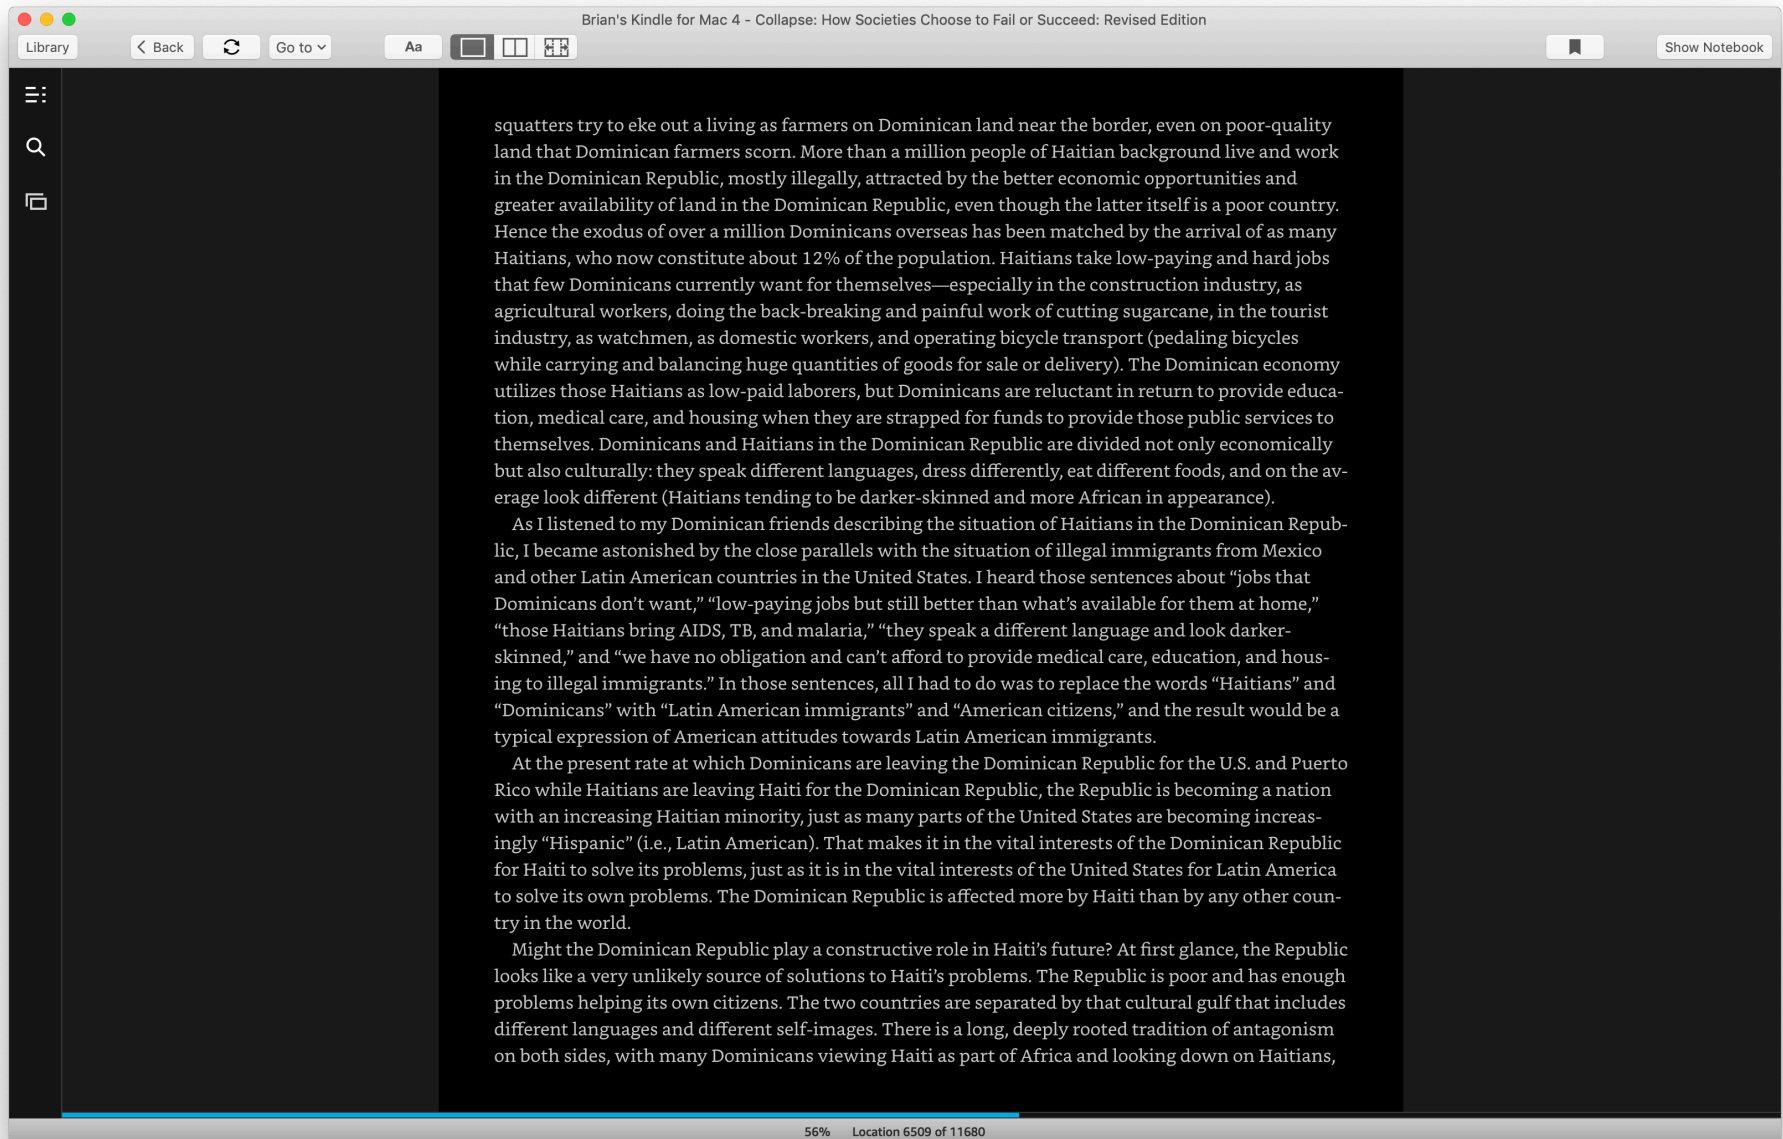 Brian's Kindle for Mac 4 - Collapse: How Societies Choose to Fail or Succeed: Revised Edition
Library
Back
Go to
Aa
Show Notebook
squatters try to eke out a living as farmers on Dominican land near the border, even on poor-quality
land that Dominican farmers scorn. More than a million people of Haitian background live and work
in the Dominican Republic, mostly illegally, attracted by the better economic opportunities and
greater availability of land in the Dominican Republic, even though the latter itself is a poor country.
Hence the exodus of over a million Dominicans overseas has been matched by the arrival of as many
Haitians, who now constitute about 12% of the population. Haitians take low-paying and hard jobs
that few Dominicans currently want for themselves—especially in the construction industry, as
agricultural workers, doing the back-breaking and painful work of cutting sugarcane, in the tourist
industry, as watchmen, as domestic workers, and operating bicycle transport (pedaling bicycles
while carrying and balancing huge quantities of goods for sale or delivery). The Dominican economy
utilizes those Haitians as low-paid laborers, but Dominicans are reluctant in return to provide educa-
tion, medical care, and housing when they are strapped for funds to provide those public services to
themselves. Dominicans and Haitians in the Dominican Republic are divided not only economically
but also culturally: they speak different languages, dress differently, eat different foods, and on the av-
erage look different (Haitians tending to be darker-skinned and more African in appearance).
As I listened to my Dominican friends describing the situation of Haitians in the Dominican Repub-
lic, I became astonished by the close parallels with the situation of illegal immigrants from Mexico
and other Latin American countries in the United States. I heard those sentences about “jobs that
Dominicans don’t want,” “low-paying jobs but still better than what’s available for them at home,”
“those Haitians bring AIDS, TB, and malaria,” “they speak a different language and look darker-
skinned,” and “we have no obligation and can’t afford to provide medical care, education, and hous-
ing to illegal immigrants.” In those sentences, all I had to do was to replace the words “Haitians” and
“Dominicans” with “Latin American immigrants” and “American citizens,” and the result would be a
typical expression of American attitudes towards Latin American immigrants.
At the present rate at which Dominicans are leaving the Dominican Republic for the U.S. and Puerto
Rico while Haitians are leaving Haiti for the Dominican Republic, the Republic is becoming a nation
with an increasing Haitian minority, just as many parts of the United States are becoming increas-
ingly “Hispanic” (i.e., Latin American). That makes it in the vital interests of the Dominican Republic
for Haiti to solve its problems, just as it is in the vital interests of the United States for Latin America
to solve its own problems. The Dominican Republic is affected more by Haiti than by any other coun-
try in the world.
Might the Dominican Republic play a constructive role in Haiti’s future? At first glance, the Republic
looks like a very unlikely source of solutions to Haiti’s problems. The Republic is poor and has enough
problems helping its own citizens. The two countries are separated by that cultural gulf that includes
different languages and different self-images. There is a long, deeply rooted tradition of antagonism
on both sides, with many Dominicans viewing Haiti as part of Africa and looking down on Haitians,
56% Location 6509 of 11680